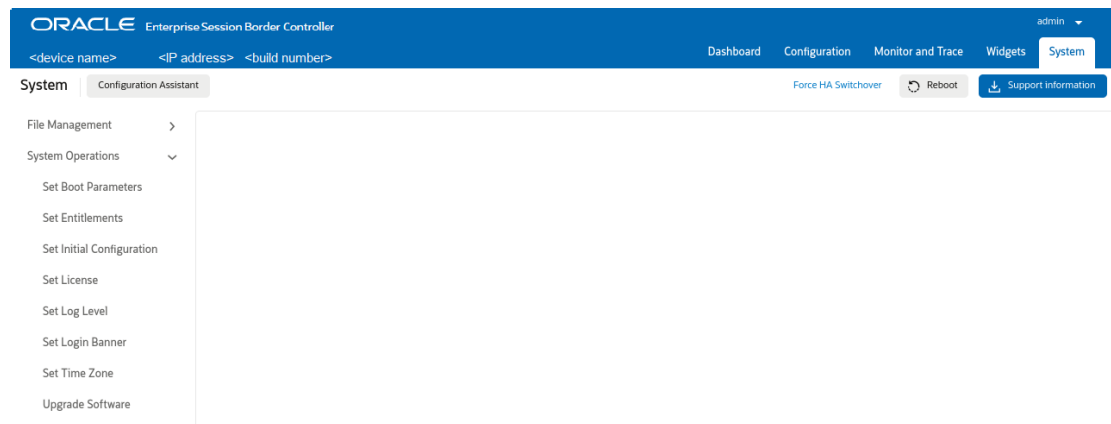 ORACLE Enterprise Session Border Controller
admin
<device name> <IP address> <build number>
Dashboard Configuration Monitor and Trace Widgets System
System Configuration Assistant Force HA Switchover Reboot Support information
File Management
System Operations
Set Boot Parameters
Set Entitlements
Set Initial Configuration
Set License
Set Log Level
Set Login Banner
Set Time Zone
Upgrade Software